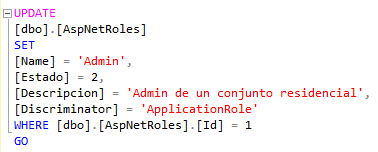 UPDATE
[dbo].[AspNetRoles]
SET
[Name] = 'Admin',
[Estado] = 2,
[Descripcion] = 'Admin de un conjunto residencial',
[Discriminator] = 'ApplicationRole'
WHERE [dbo].[AspNetRoles].[Id] = 1
GO